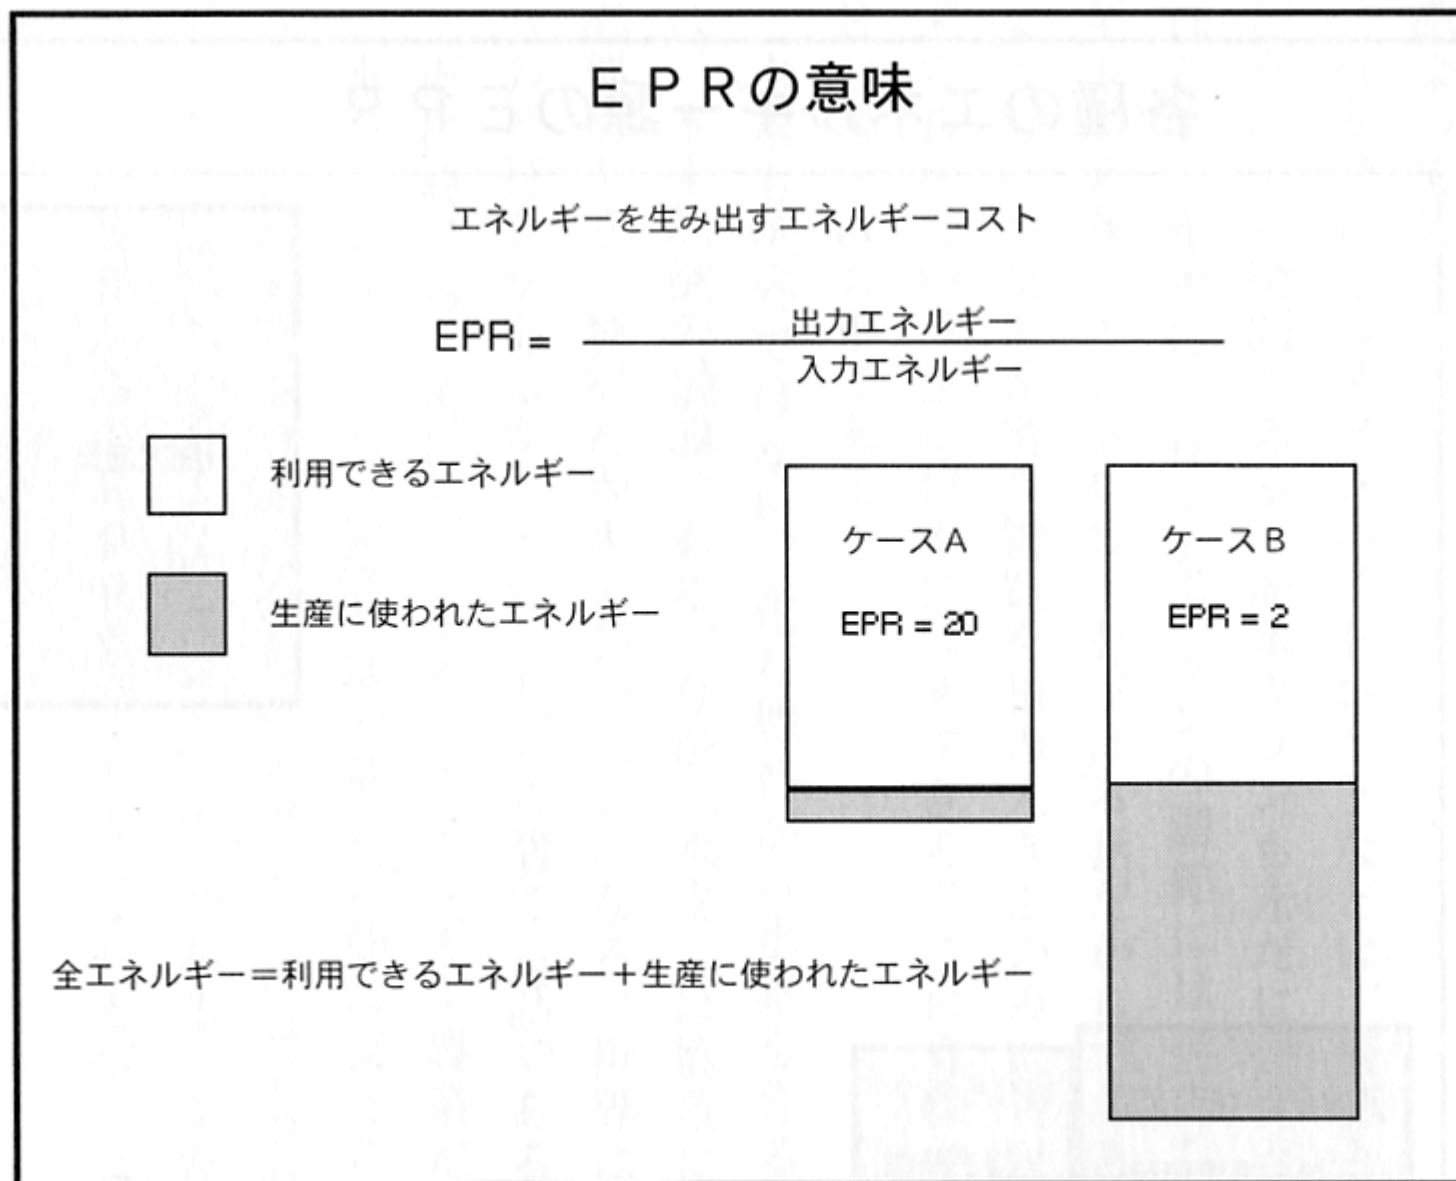 EPRの意味
エネルギーを生み出すエネルギーコスト
EPR =
出力エネルギー
入力エネルギー
利用できるエネルギー
生産に使われたエネルギー
ケースA
EPR = 20
ケースB
EPR = 2
全エネルギー＝利用できるエネルギー＋生産に使われたエネルギー